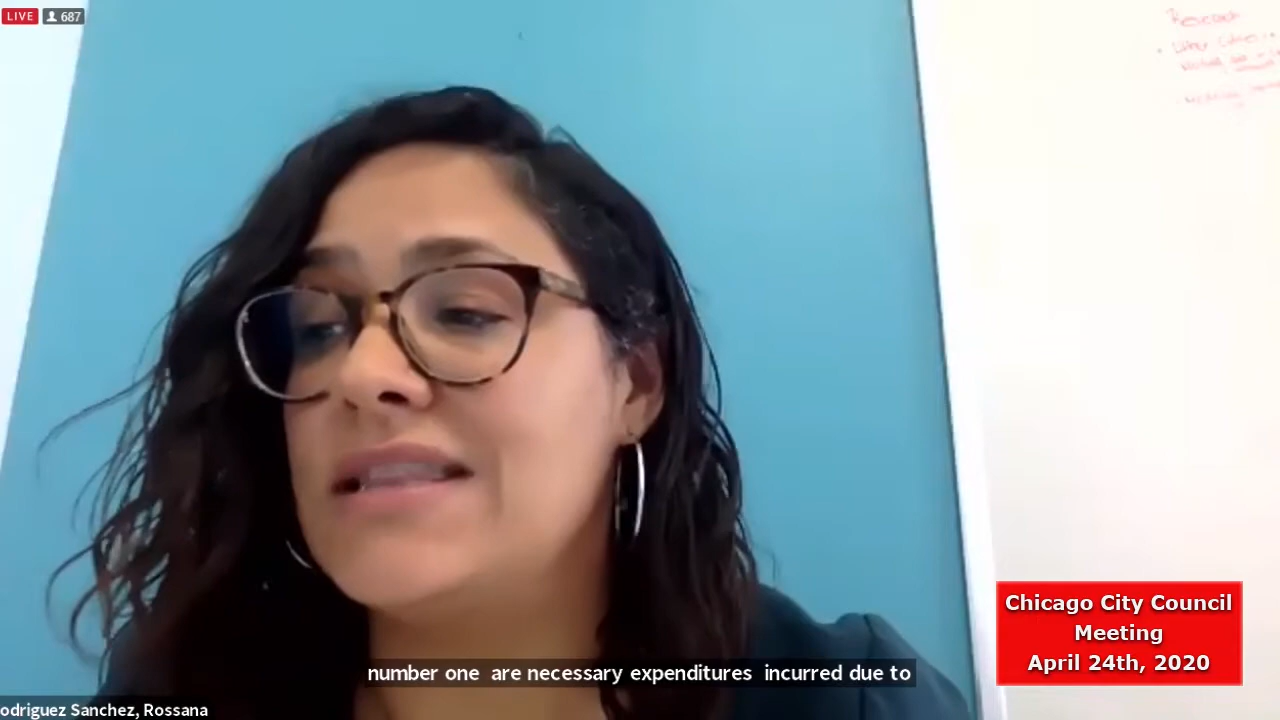 LIVE 687
Research
number one are necessary expenditures incurred due to
Chicago City Council
Meeting
April 24th, 2020
odriguez Sanchez, Rossana